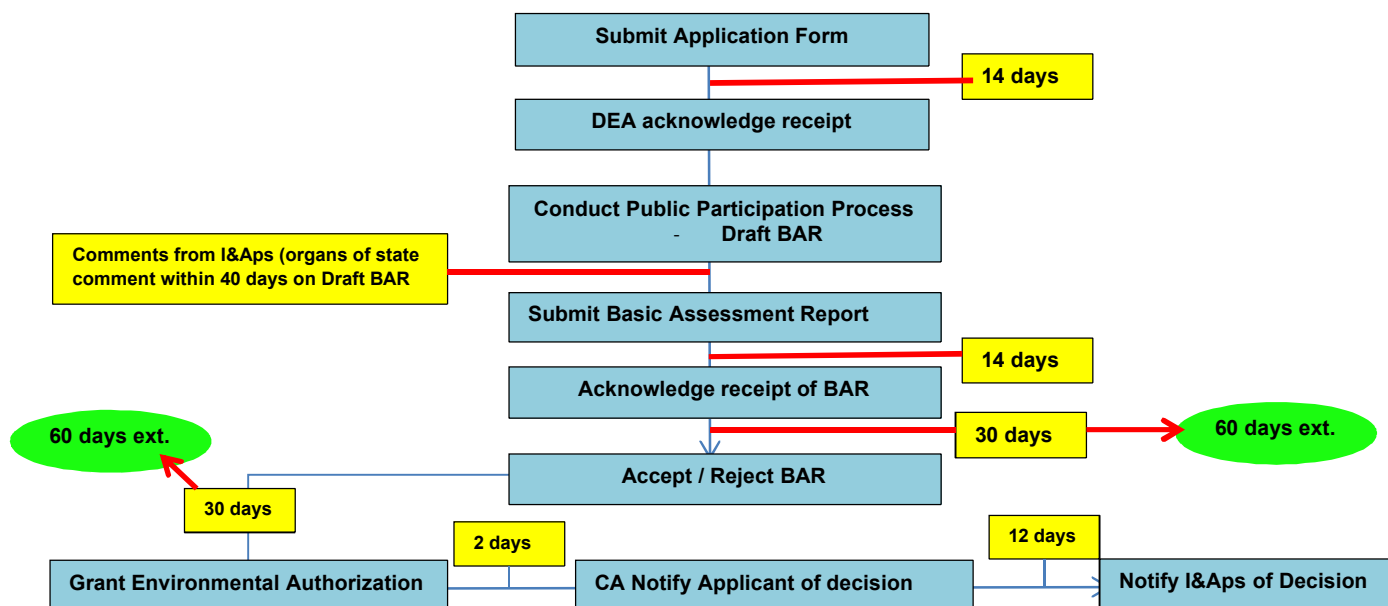 Submit Application Form
14 days
DEA acknowledge receipt
Conduct Public Participation Process
- Draft BAR
Comments from I&Aps (organs of state
comment within 40 days on Draft BAR
Submit Basic Assessment Report
14 days
Acknowledge receipt of BAR
60 days ext.
30 days
60 days ext.
Accept / Reject BAR
30 days
2 days
12 days
Grant Environmental Authorization
CA Notify Applicant of decision
Notify I&Aps of Decision